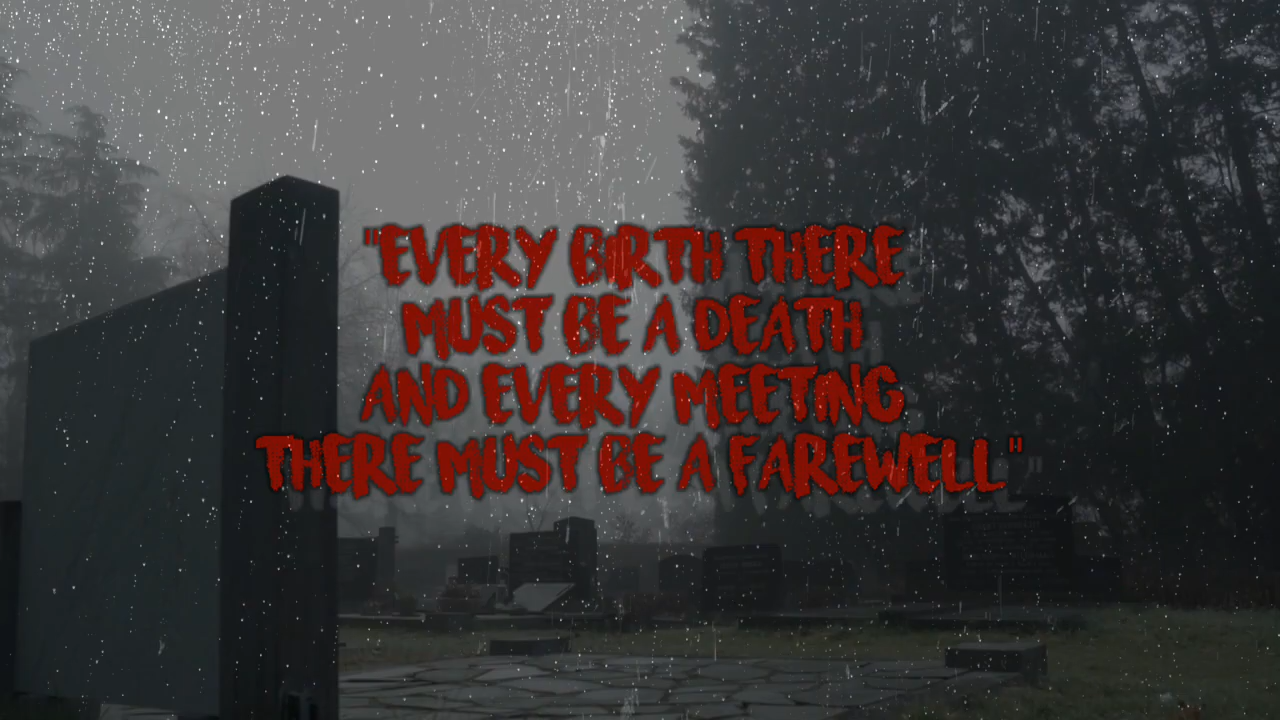 "EVERY BIRTH THERE
MUST BE A DEATH
AND EVERY MEETING
THERE MUST BE A FAREWELL"